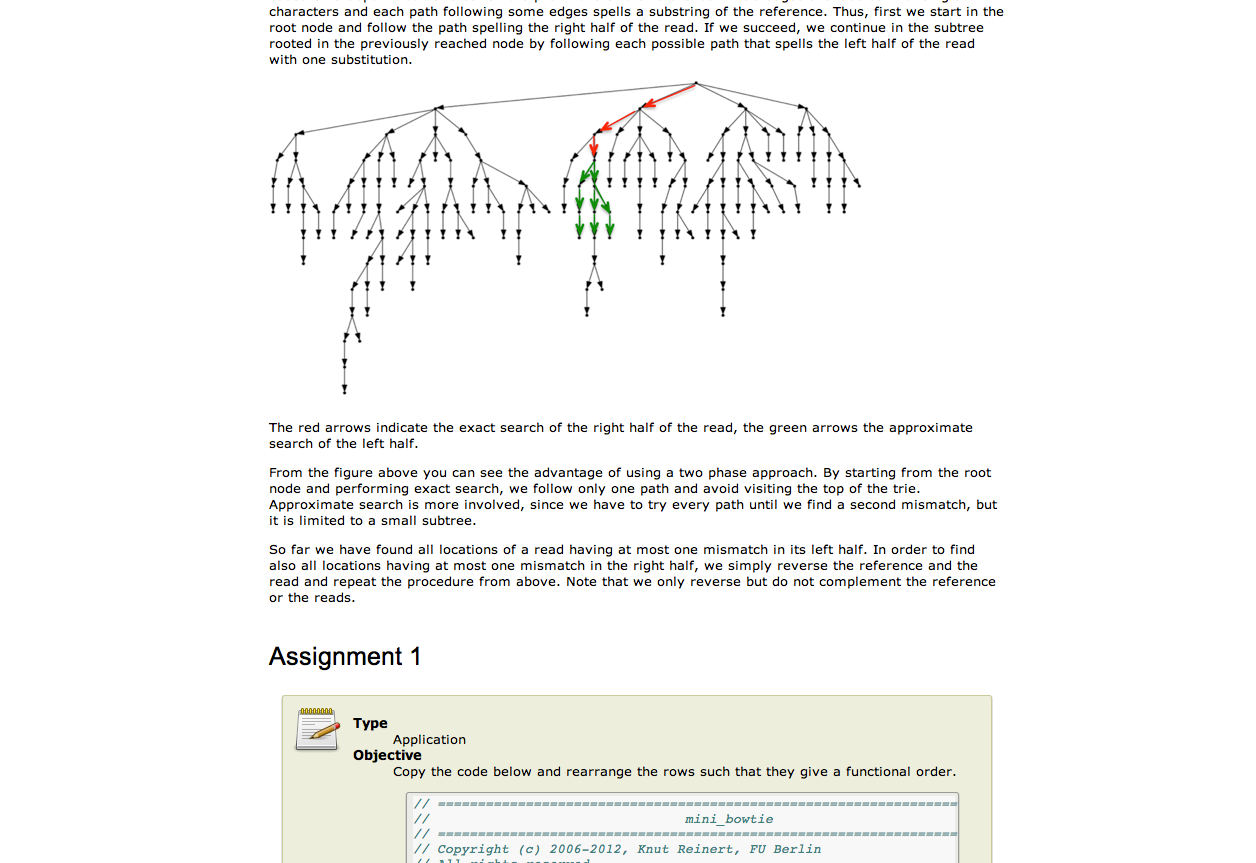 characters and each path following some edges spells a substring of the reference. Thus, first we start in the
root node and follow the path spelling the right half of the read. If we succeed, we continue in the subtree
rooted in the previously reached node by following each possible path that spells the left half of the read
with one substitution.
The red arrows indicate the exact search of the right half of the read, the green arrows the approximate
search of the left half.
From the figure above you can see the advantage of using a two phase approach. By starting from the root
node and performing exact search, we follow only one path and avoid visiting the top of the trie.
Approximate search is more involved, since we have to try every path until we find a second mismatch, but
it is limited to a small subtree.
So far we have found all locations of a read having at most one mismatch in its left half. In order to find
also all locations having at most one mismatch in the right half, we simply reverse the reference and the
read and repeat the procedure from above. Note that we only reverse but do not complement the reference
or the reads.
Assignment 1
Type
Application
Objective
Copy the code below and rearrange the rows such that they give a functional order.
// ==========================================================================
// mini_bowtie
// ==========================================================================
// Copyright (c) 2006-2012, Knut Reinert, FU Berlin
// All rights reserved